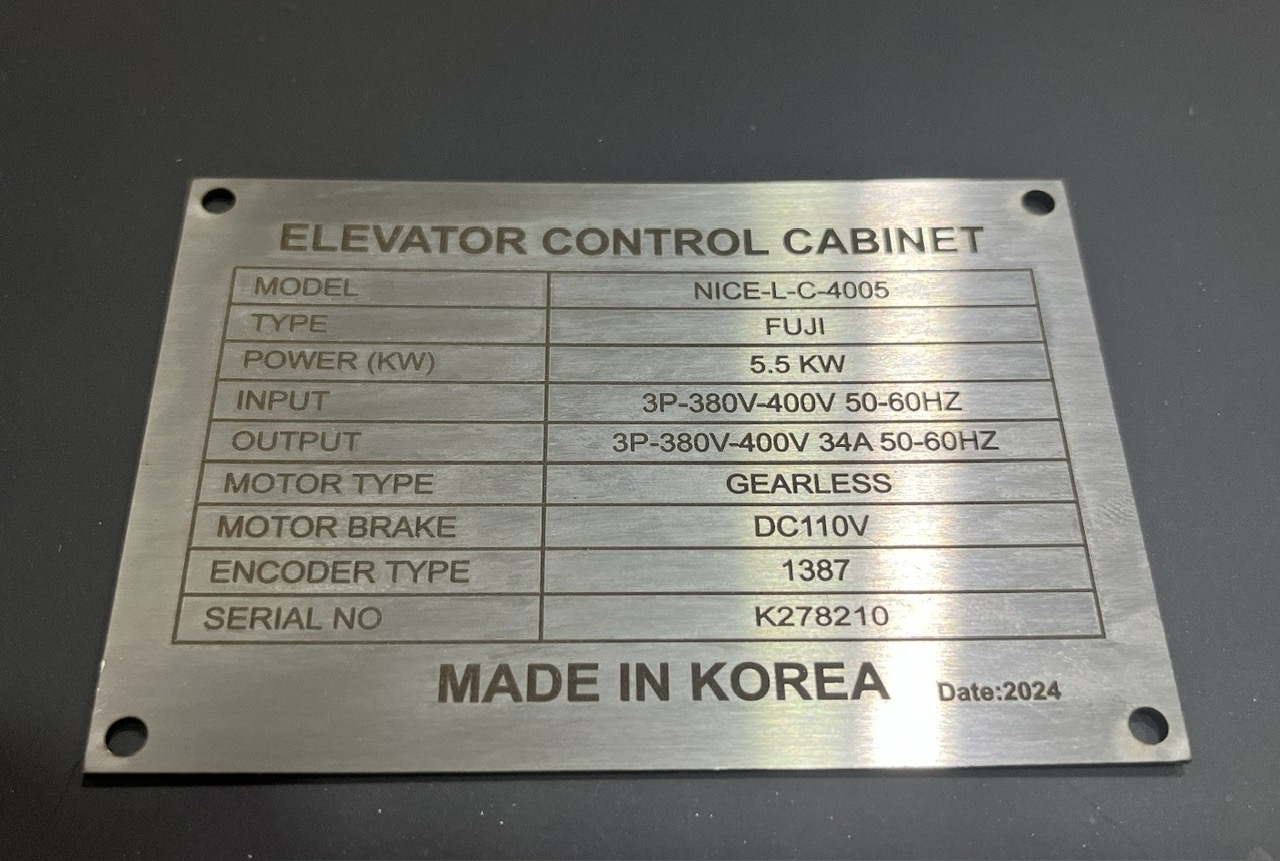 ELEVATOR CONTROL CABINET
MODEL NICE-L-C-4005
TYPE FUJI
POWER (KW) 5.5 KW
INPUT 3P-380V-400V 50-60HZ
OUTPUT 3P-380V-400V 34A 50-60HZ
MOTOR TYPE GEARLESS
MOTOR BRAKE DC110V
ENCODER TYPE 1387
SERIAL NO K278210
MADE IN KOREA Date:2024